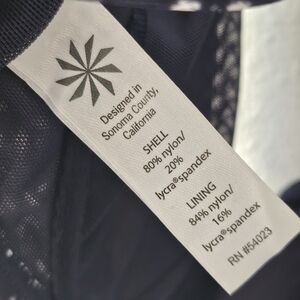 Designed in
Sonoma County,
California
SHELL
80% nylon/
20%
lycra®spandex
LINING
84% nylon/
16%
lycra®spandex
RN #54023